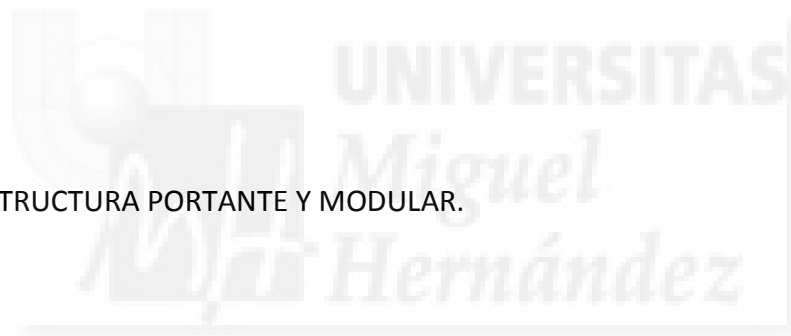 UNIVERSITAS
Miguel
TRUCTURA PORTANTE Y MODULAR.
Hernández